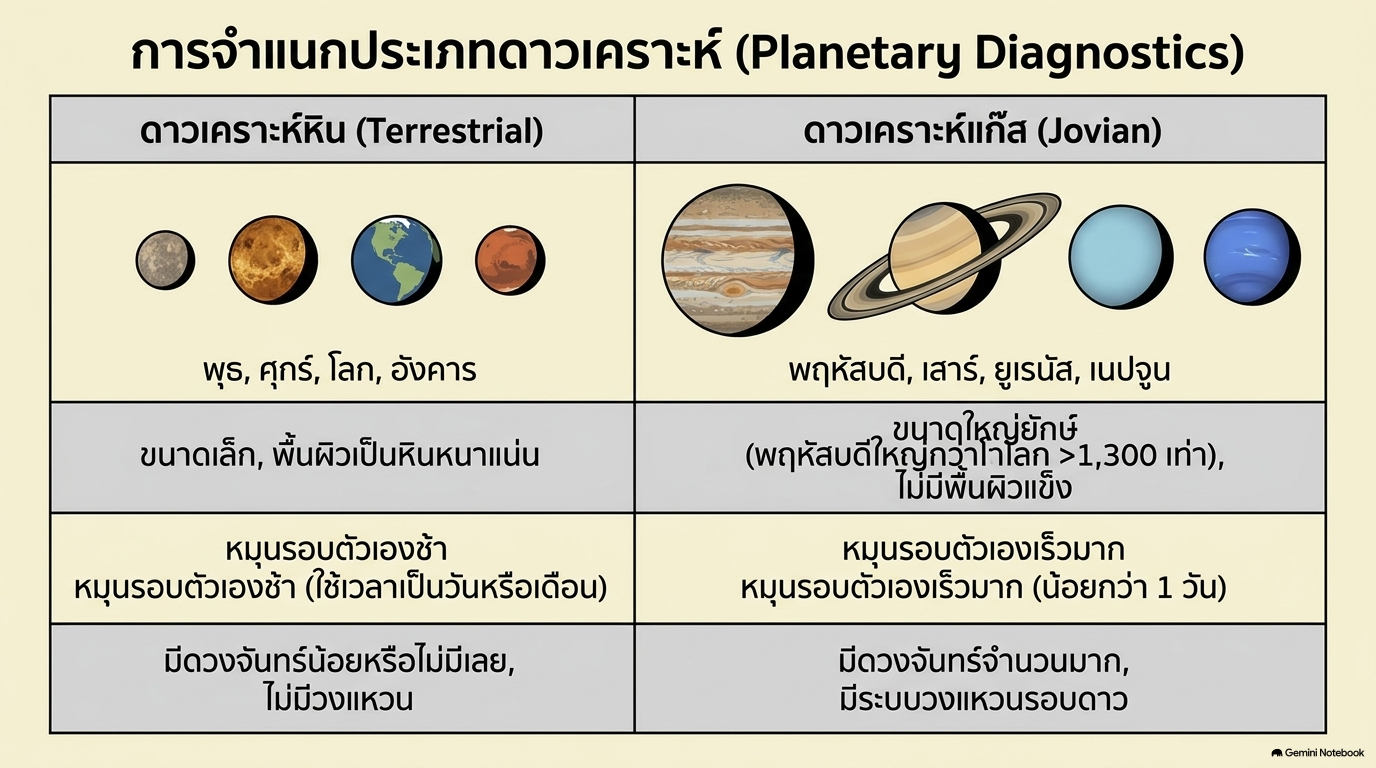 การจำแนกประเภทดาวเคราะห์ (Planetary Diagnostics)
ดาวเคราะห์หิน (Terrestrial)
ดาวเคราะห์แก๊ส (Jovian)
พุธ, ศุกร์, โลก, อังคาร
พฤหัสบดี, เสาร์, ยูเรนัส, เนปจูน
ขนาดเล็ก, พื้นผิวเป็นหินหนาแน่น
ขนาดใหญ่ยักษ์
(พฤหัสบดีใหญ่กว่าโลก >1,300 เท่า),
ไม่มีพื้นผิวแข็ง
หมุนรอบตัวเองช้า
หมุนรอบตัวเองช้า (ใช้เวลาเป็นวันหรือเดือน)
หมุนรอบตัวเองเร็วมาก
หมุนรอบตัวเองเร็วมาก (น้อยกว่า 1 วัน)
มีดวงจันทร์น้อยหรือไม่มีเลย,
ไม่มีวงแหวน
มีดวงจันทร์จำนวนมาก,
มีระบบวงแหวนรอบดาว
Gemini Notebook